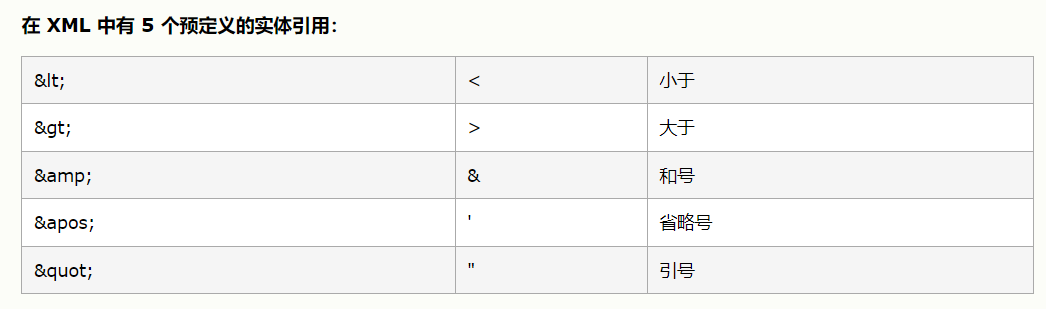 在 XML 中有 5 个预定义的实体引用：
&lt; < 小于
&gt; > 大于
&amp; & 和号
&apos; ' 省略号
&quot; " 引号